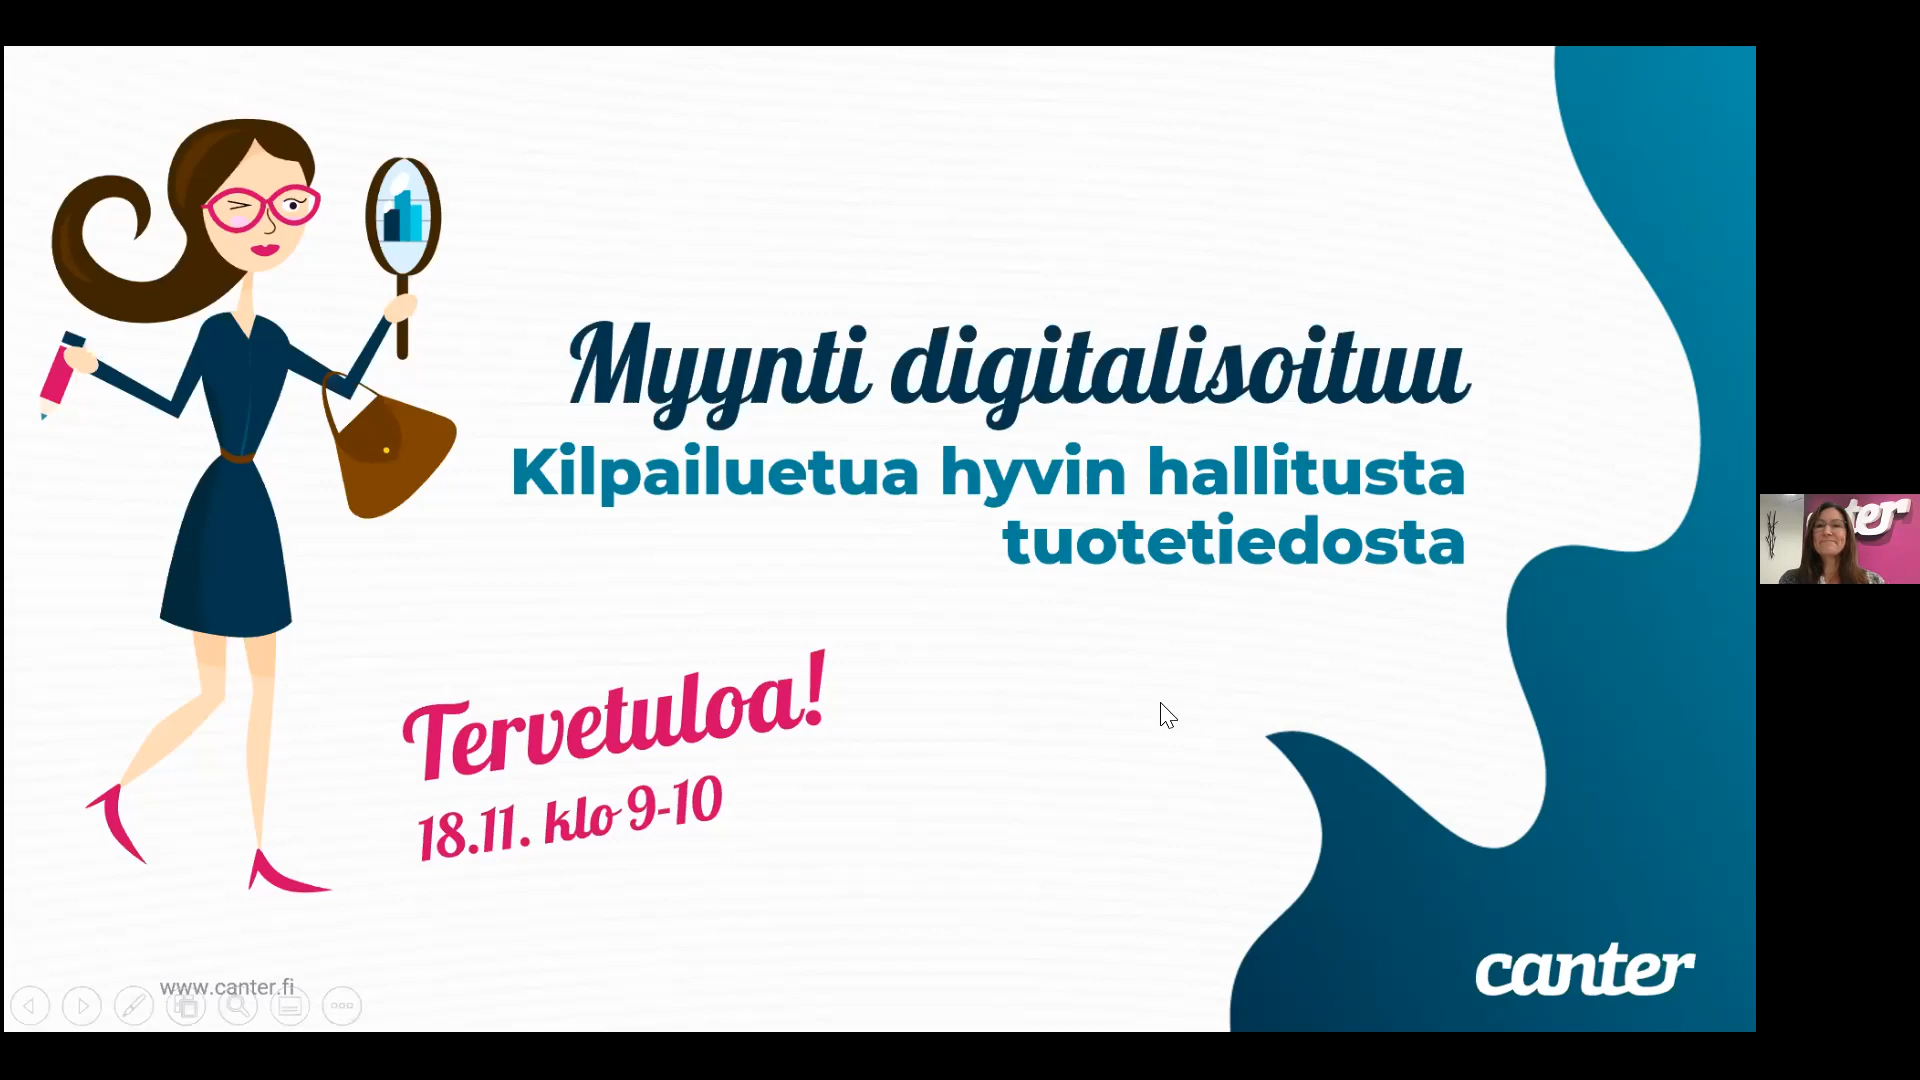 Myynti digitalisoituu
Kilpailuetua hyvin hallitusta
tuotetiedosta
Tervetuloa!
18.11. klo 9-10
www.canter.fi
canter